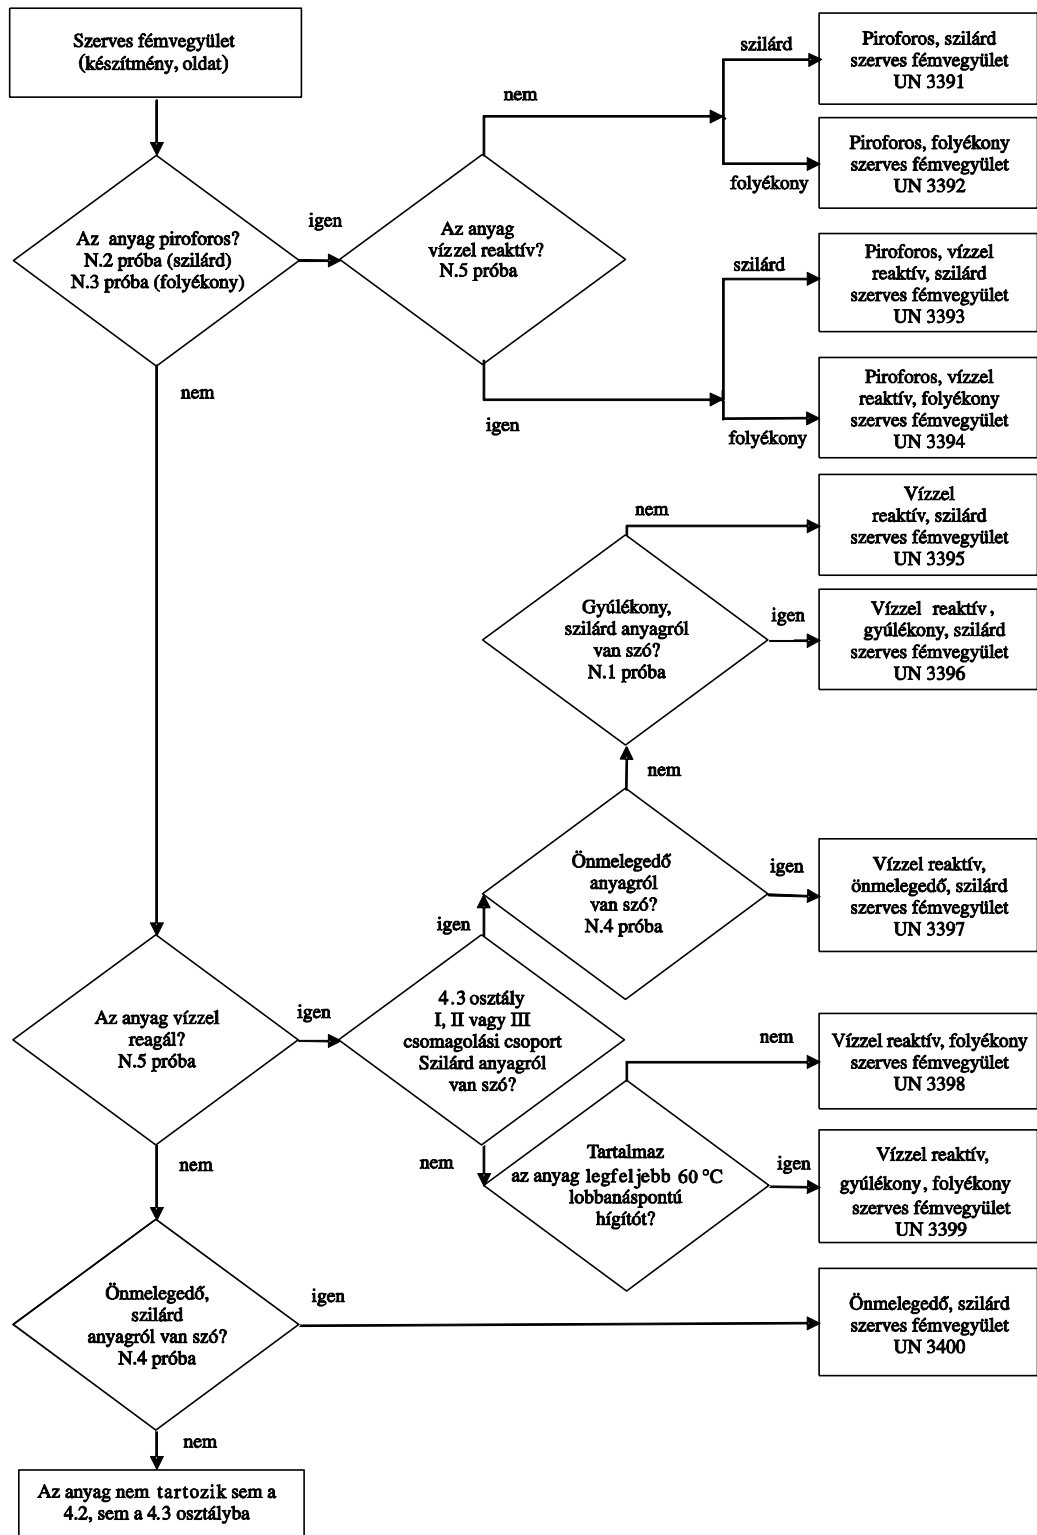 Szerves fémvegyület
(készítmény, oldat)
szilárd
Piroforos, szilárd
szerves fémvegyület
UN 3391
nem
folyékony
Piroforos, folyékony
szerves fémvegyület
UN 3392
Az anyag piroforos?
N.2 próba (szilárd)
N.3 próba (folyékony)
igen
Az anyag
vízzel reaktív?
N.5 próba
szilárd
Piroforos, vízzel
reaktív, szilárd
szerves fémvegyület
UN 3393
nem
igen
folyékony
Piroforos, vízzel
reaktív, folyékony
szerves fémvegyület
UN 3394
nem
Vízzel
reaktív, szilárd
szerves fémvegyület
UN 3395
Gyúlékony,
szilárd anyagról
van szó?
N.1 próba
igen
Vízzel reaktív,
gyúlékony, szilárd
szerves fémvegyület
UN 3396
nem
Önmelegedő
anyagról
van szó?
N.4 próba
igen
Vízzel reaktív,
önmelegedő, szilárd
szerves fémvegyület
UN 3397
igen
Az anyag vízzel
reagál?
N.5 próba
igen
4.3 osztály
I, II vagy III
csomagolási csoport
Szilárd anyagról
van szó?
nem
Vízzel reaktív, folyékony
szerves fémvegyület
UN 3398
nem
nem
Tartalmaz
az anyag legfeljebb 60 °C
lobbanáspontú
hígítót?
igen
Vízzel reaktív,
gyúlékony, folyékony
szerves fémvegyület
UN 3399
Önmelegedő,
szilárd
anyagról van szó?
N.4 próba
igen
Önmelegedő, szilárd
szerves fémvegyület
UN 3400
nem
Az anyag nem tartozik sem a
4.2, sem a 4.3 osztályba